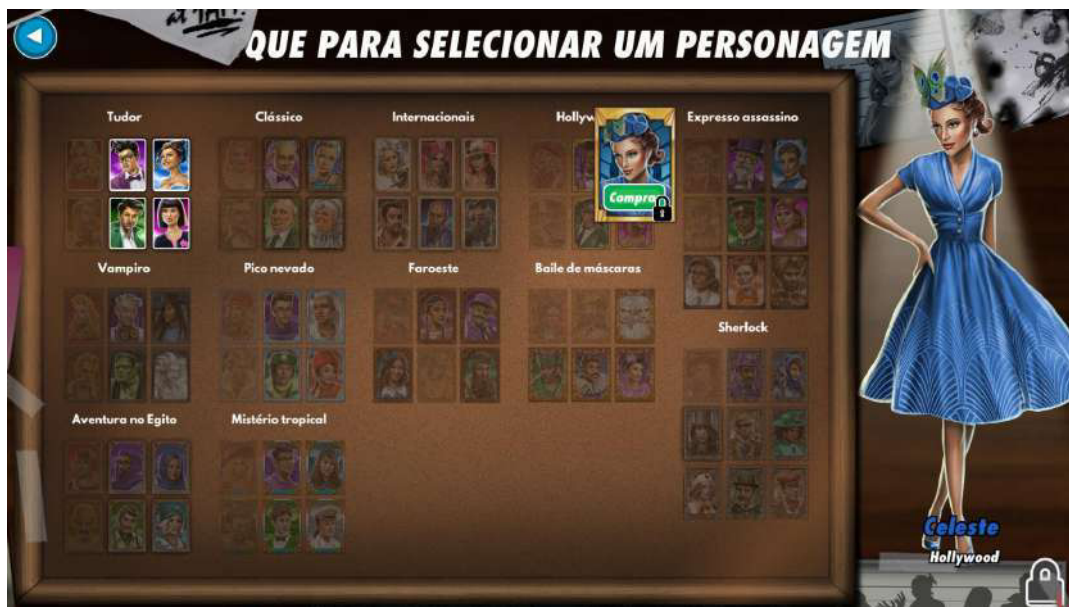 at
QUE PARA SELECIONAR UM PERSONAGEM
Tudor
Clássico
Internacionais
Hollyw
Expresso assassino
Compra
Vampiro
Pico nevado
Faroeste
Baile de máscaras
Sherlock
Aventura no Egito
Mistério tropical
Celeste
Hollywood